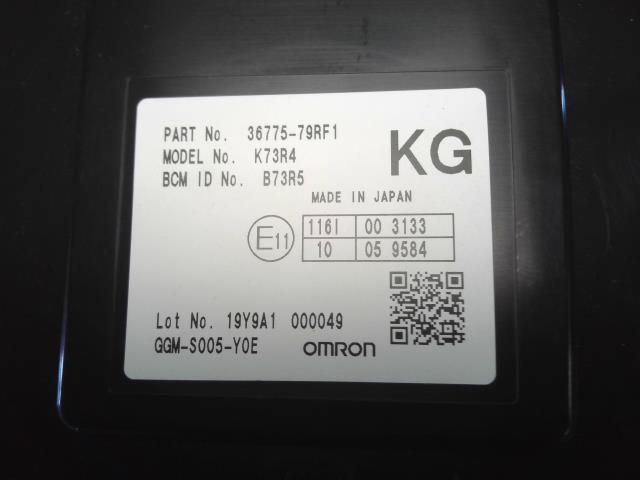 PART No. 36775-79RF1
KG
MODEL No. K73R4
BCM ID No. B73R5
MADE IN JAPAN
E11
116I 00 3133
10 05 9584
Lot No. 19Y9A1 000049
GGM-S005-Y0E OMRON